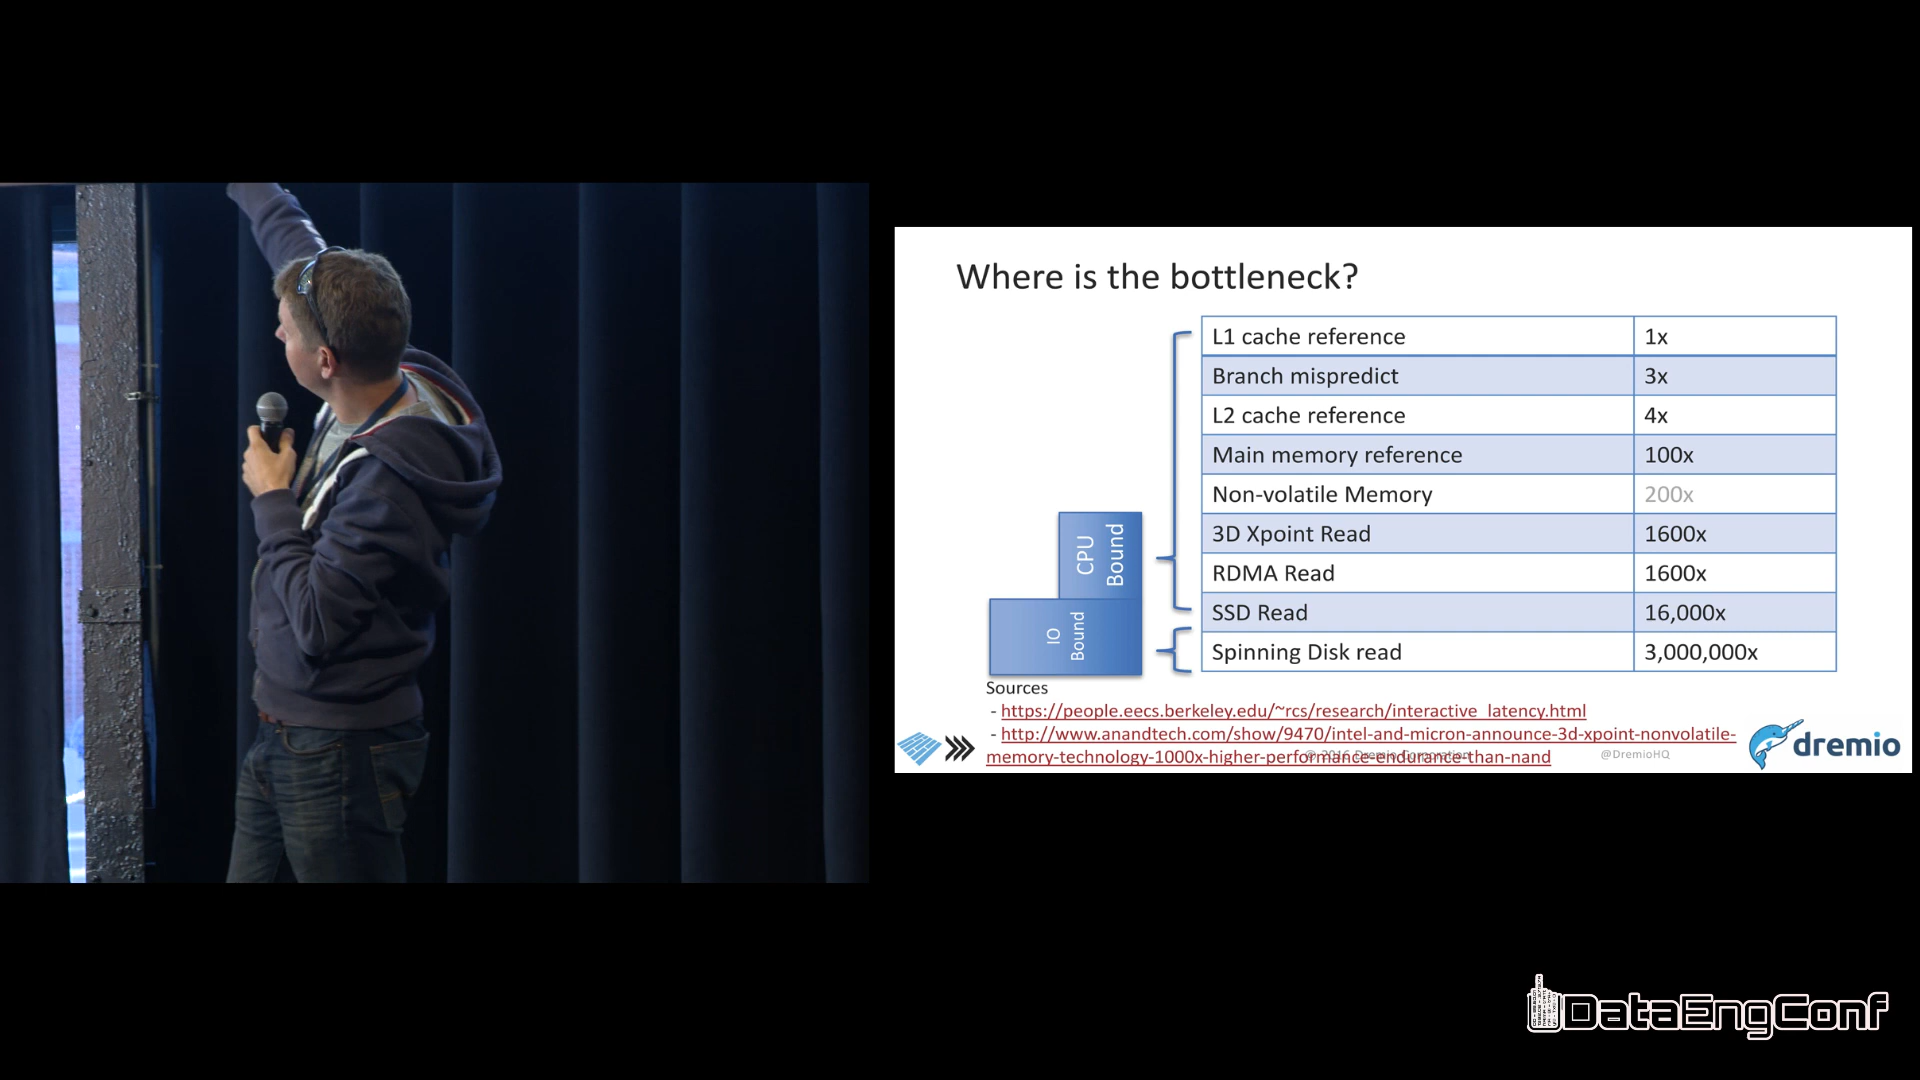 Where is the bottleneck?
L1 cache reference 1x
Branch mispredict 3x
L2 cache reference 4x
Main memory reference 100x
Non-volatile Memory 200x
3D Xpoint Read 1600x
RDMA Read 1600x
SSD Read 16,000x
Spinning Disk read 3,000,000x
CPU
Bound
IO
Bound
Sources
- https://people.eecs.berkeley.edu/~rcs/research/interactive_latency.html
- http://www.anandtech.com/show/9470/intel-and-micron-announce-3d-xpoint-nonvolatile-
memory-technology-1000x-higher-performance-endurance-than-nand
© 2016 Dremio Corporation
@DremioHQ
dremio
DataEngConf